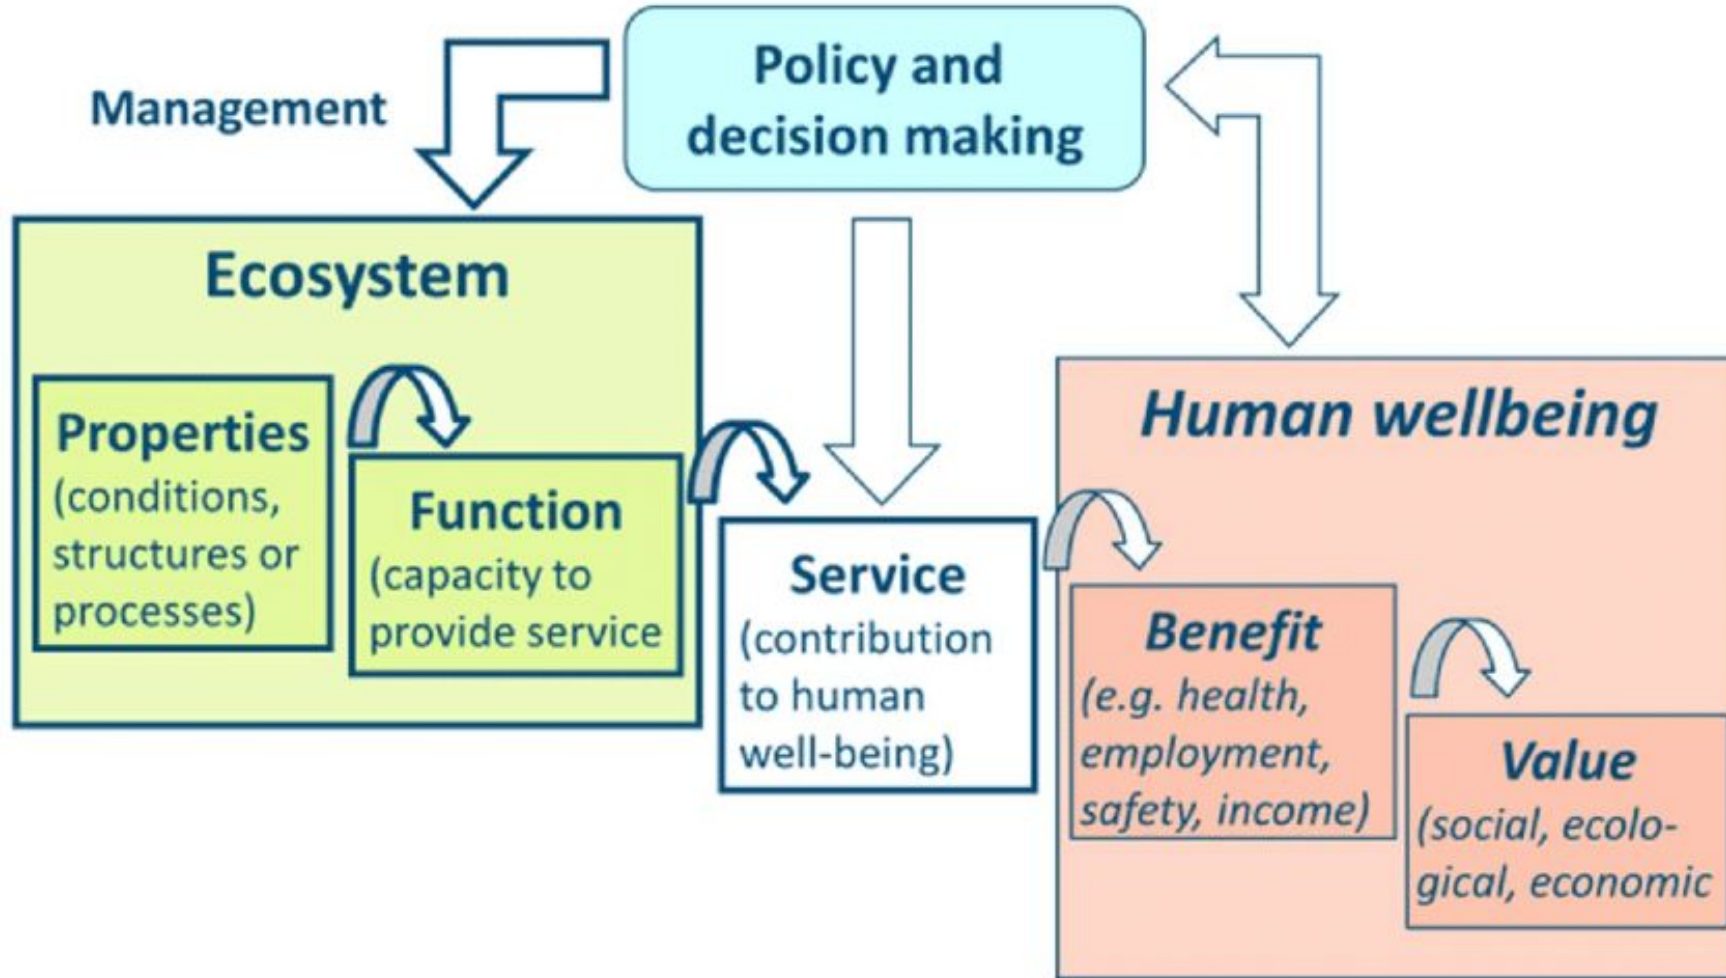 Policy and
decision making
Management
Ecosystem
Properties
(conditions,
structures or
processes)
Function
(capacity to
provide service
Service
(contribution
to human
well-being)
Human wellbeing
Benefit
(e.g. health,
employment,
safety, income)
Value
(social, ecolo-
gical, economic